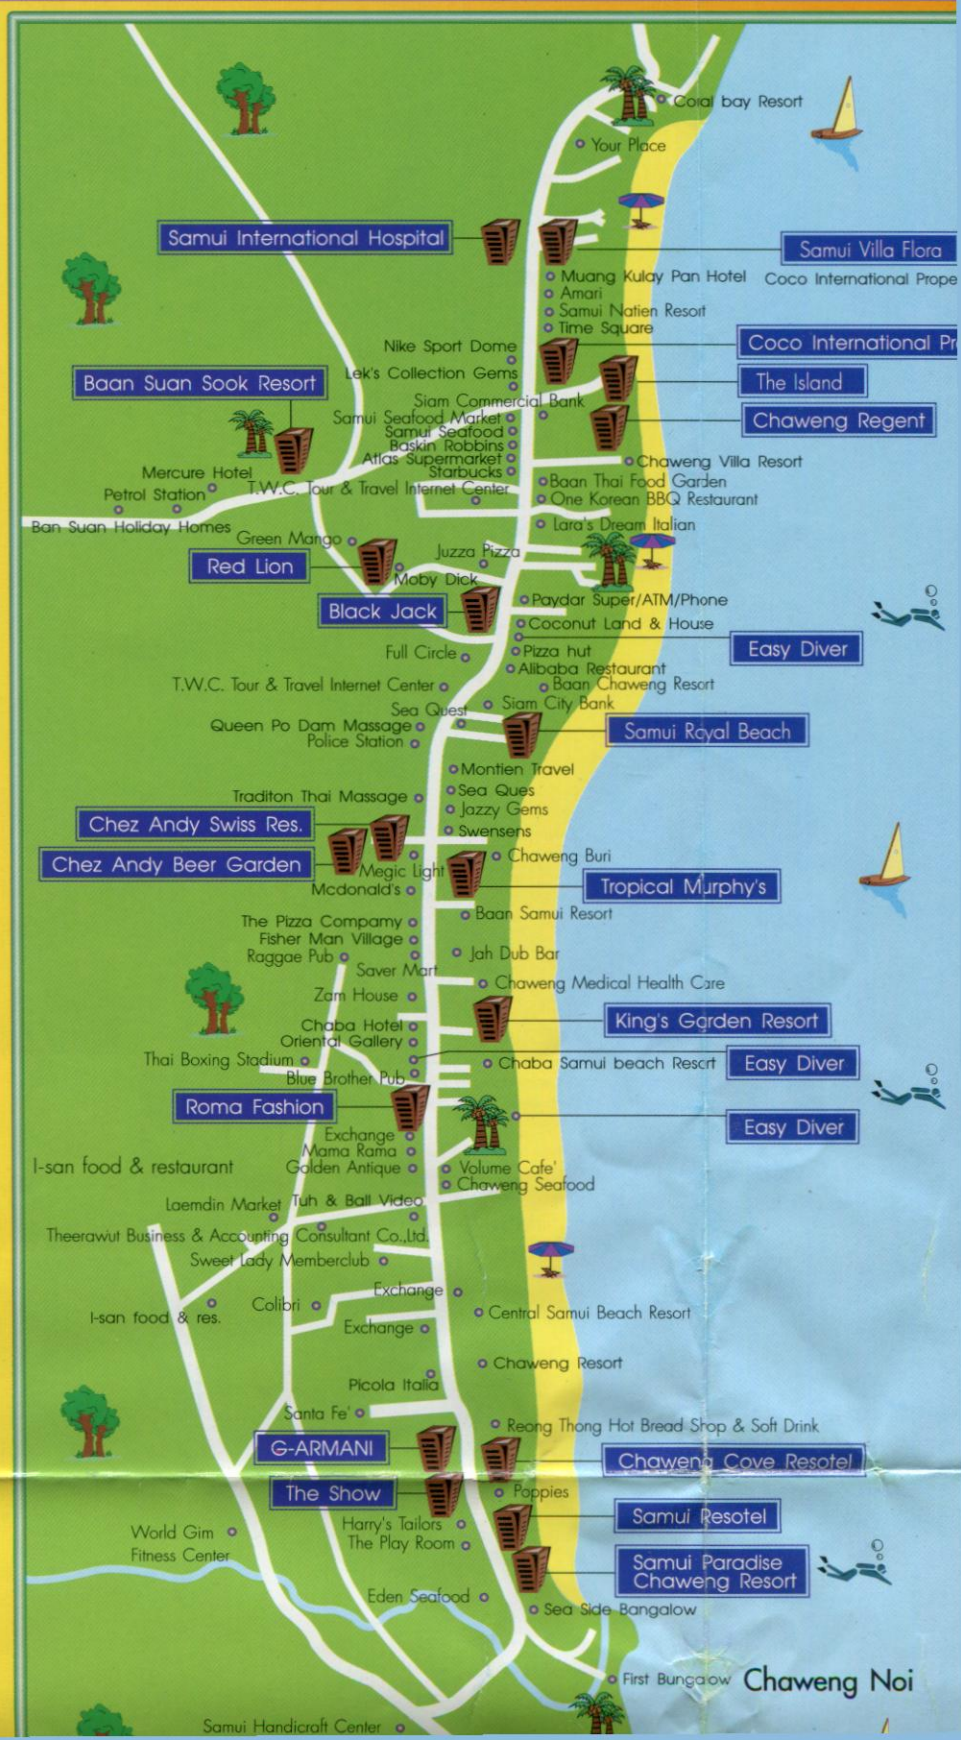 Coral bay Resort
Your Place
Samui International Hospital
Samui Villa Flora
Muang Kulay Pan Hotel
Coco International Prope
Amari
Samui Natien Resort
Time Square
Nike Sport Dome
Coco International Pr
Lek's Collection Gems
Baan Suan Sook Resort
The Island
Siam Commercial Bank
Samui Seafood Market
Chaweng Regent
Samui Seafood
Baskin Robbins
Atlas Supermarket
Chaweng Villa Resort
Starbucks
Mercure Hotel
Baan Thai Food Garden
T.W.C. Tour & Travel Internet Center
Petrol Station
One Korean BBQ Restaurant
Ban Suan Holiday Homes
Lara's Dream Italian
Green Mango
Juzza Pizza
Red Lion
Moby Dick
Paydar Super/ATM/Phone
Black Jack
Coconut Land & House
Easy Diver
Full Circle
Pizza hut
Alibaba Restaurant
T.W.C. Tour & Travel Internet Center
Baan Chaweng Resort
Siam City Bank
Sea Quest
Queen Po Dam Massage
Samui Royal Beach
Police Station
Montien Travel
Sea Ques
Traditon Thai Massage
Jazzy Gems
Chez Andy Swiss Res.
Swensens
Chaweng Buri
Chez Andy Beer Garden
Megic Light
Mcdonald's
Tropical Murphy's
Baan Samui Resort
The Pizza Compamy
Fisher Man Village
Raggae Pub
Jah Dub Bar
Saver Mart
Chaweng Medical Health Care
Zam House
King's Garden Resort
Chaba Hotel
Oriental Gallery
Thai Boxing Stadium
Chaba Samui beach Resort
Easy Diver
Blue Brother Pub
Roma Fashion
Easy Diver
Exchange
Mama Rama
I-san food & restaurant
Golden Antique
Volume Cafe'
Chaweng Seafood
Laemdin Market
Tuh & Ball Video
Theerawut Business & Accounting Consultant Co.,Ltd.
Sweet Lady Memberclub
Exchange
Colibri
I-san food & res.
Central Samui Beach Resort
Exchange
Chaweng Resort
Picola Italia
Santa Fe'
Reong Thong Hot Bread Shop & Soft Drink
G-ARMANI
Chaweng Cove Resotel
The Show
Poppies
Samui Resotel
Harry's Tailors
World Gim
Fitness Center
The Play Room
Samui Paradise
Chaweng Resort
Eden Seafood
Sea Side Bangalow
First Bungalow
Chaweng Noi
Samui Handicraft Center